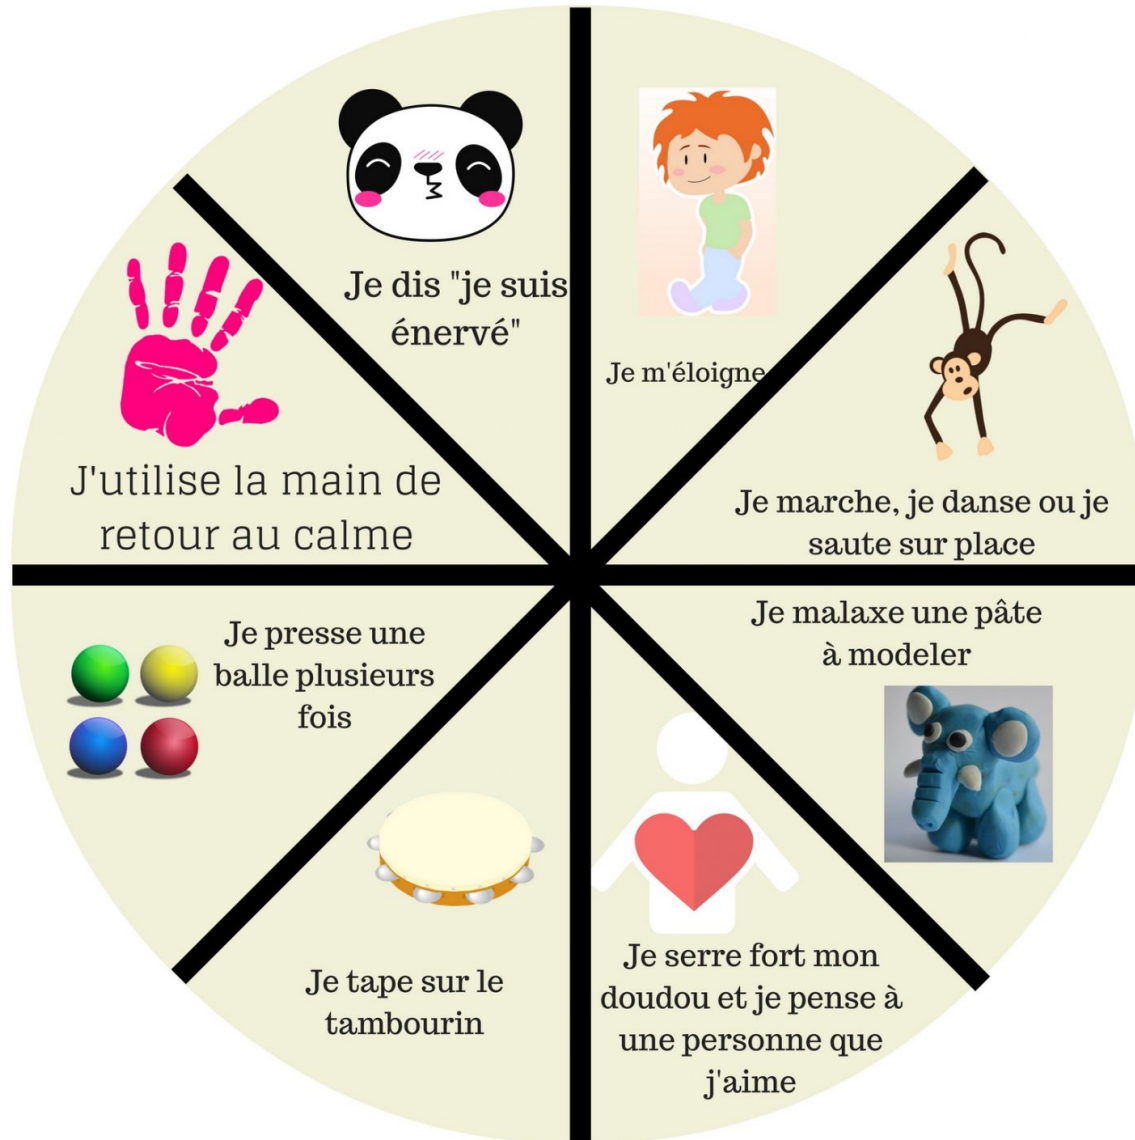 Je dis "je suis
énervé"
Je m'éloigne
Je marche, je danse ou je
saute sur place
Je malaxe une pâte
à modeler
Je serre fort mon
doudou et je pense à
une personne que
j'aime
Je tape sur le
tambourin
Je presse une
balle plusieurs
fois
J'utilise la main de
retour au calme